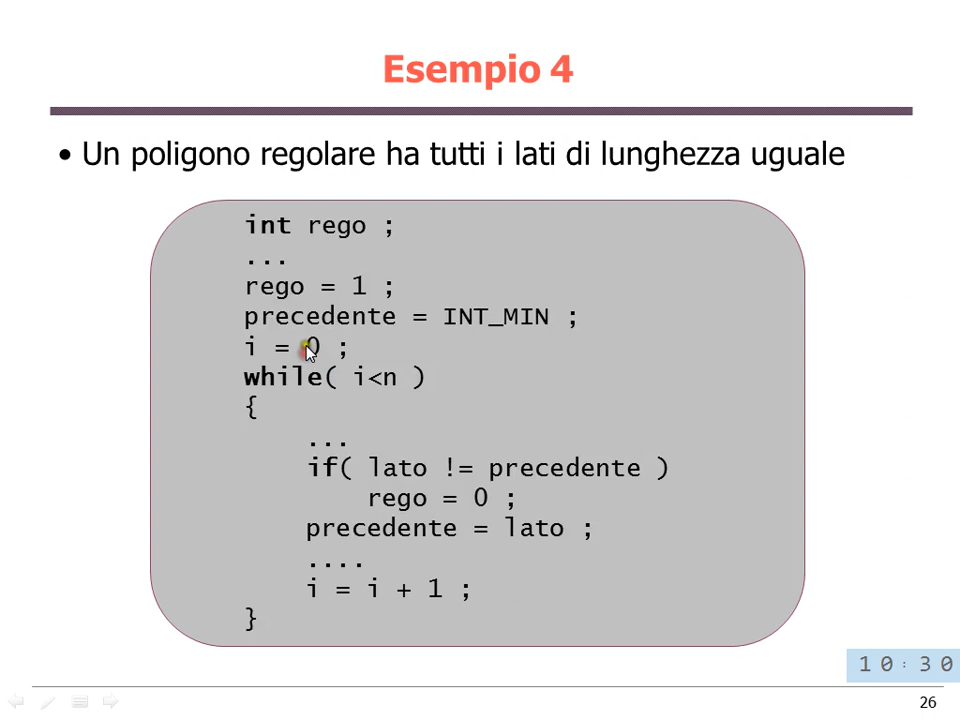 Esempio 4
• Un poligono regolare ha tutti i lati di lunghezza uguale
int rego ;
...
rego = 1 ;
precedente = INT_MIN ;
i = 0 ;
while( i<n )
{
...
if( lato != precedente )
rego = 0 ;
precedente = lato ;
....
i = i + 1 ;
}
10:30
26